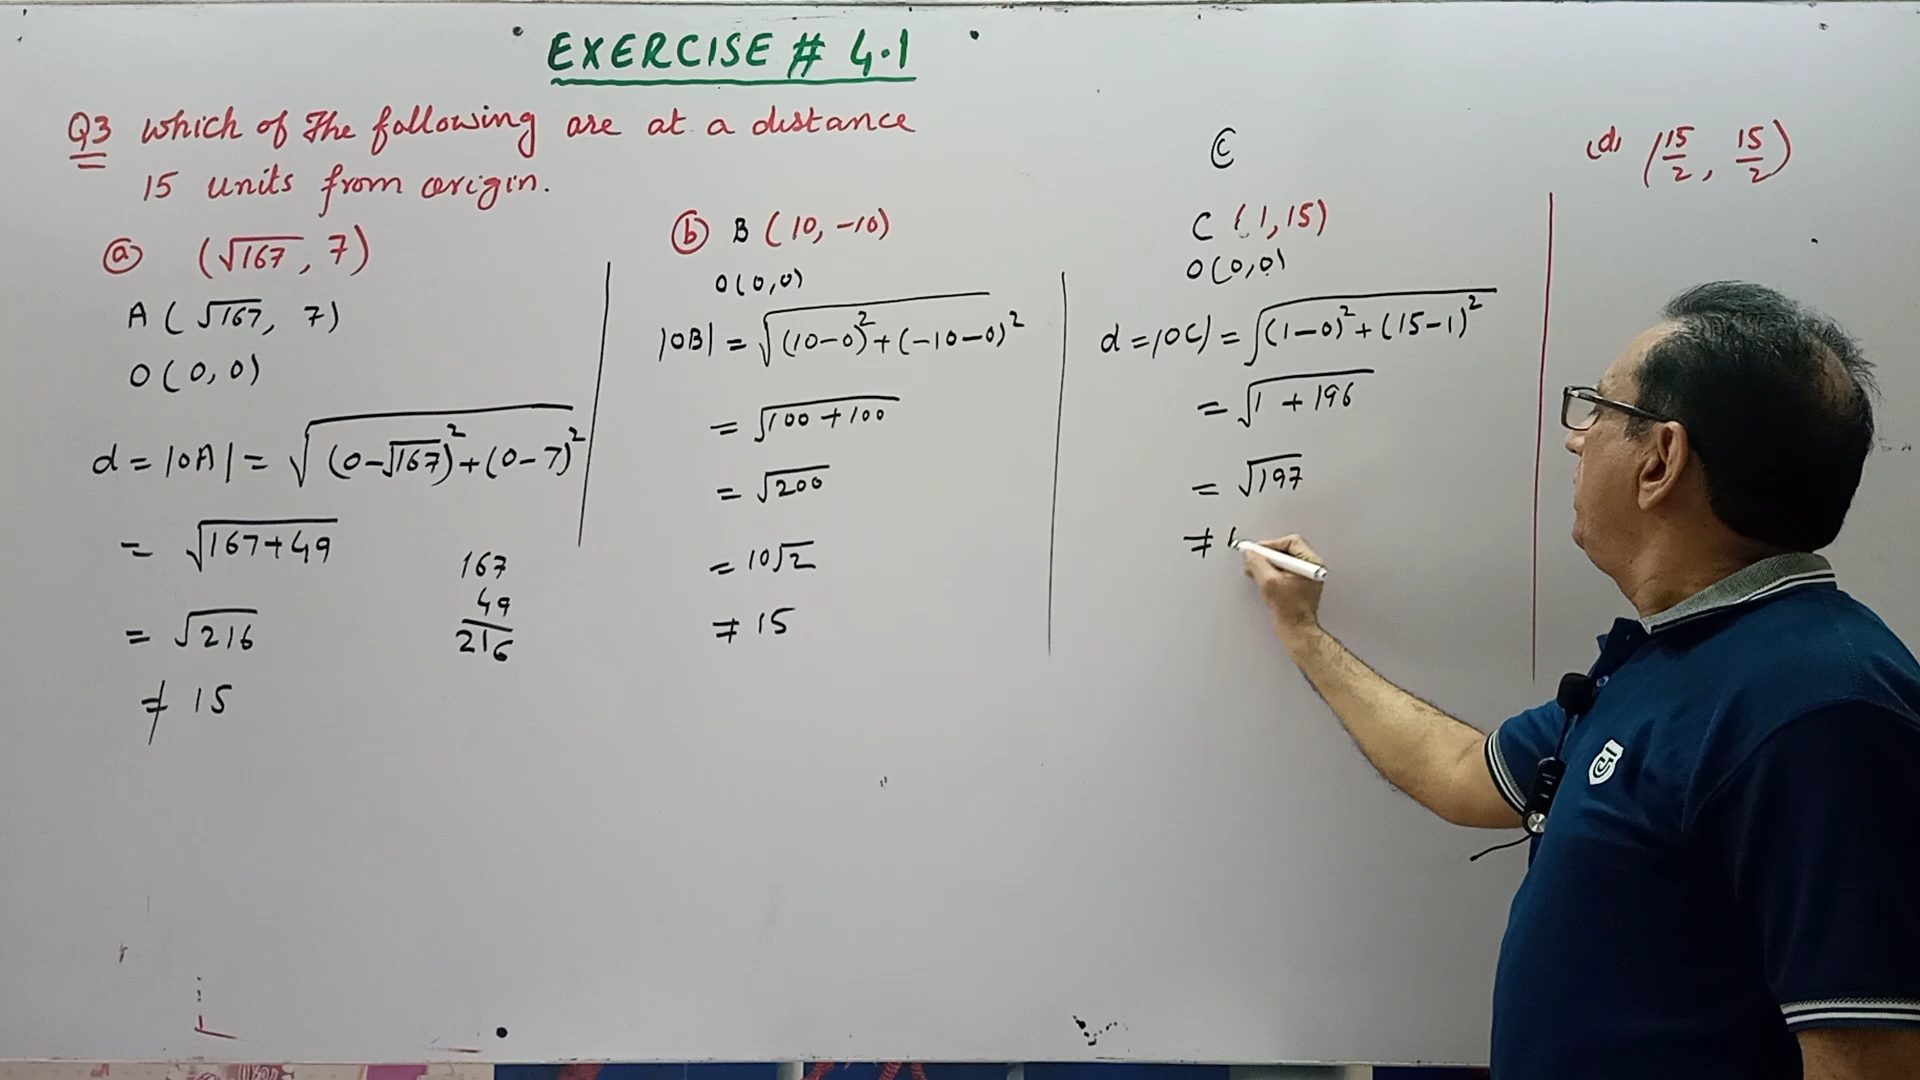 EXERCISE # 4.1
Q3 which of The following are at a distance
15 units from origin.
(a) (√167, 7)
A (√167, 7)
O (0, 0)
d = |OA| = √(0-√167)²+(0-7)²
= √167+49
= √216
≠ 15
167
49
216
(b) B (10, -10)
O(0,0)
|OB| = √(10-0)²+(-10-0)²
= √100+100
= √200
= 10√2
≠ 15
(C
C (1,15)
O(0,0)
d = |OC| = √(1-0)²+(15-1)²
= √1 + 196
= √197
≠ 1
(d) (15/2, 15/2)